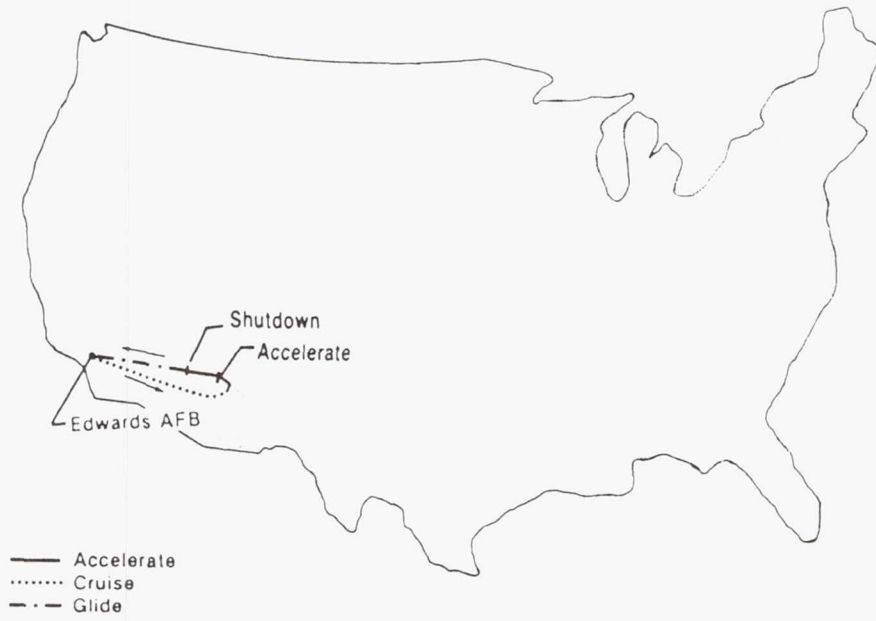 Shutdown
Accelerate
Edwards AFB
Accelerate
Cruise
Glide